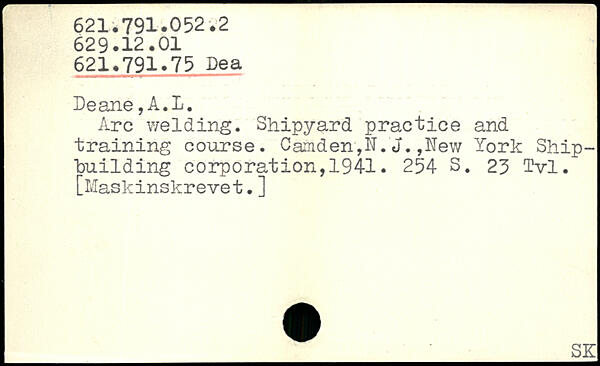 621.791.052.2
629.12.01
621.791.75 Dea
Deane,A.L.
Arc welding. Shipyard practice and
training course. Camden,N.J.,New York Ship-
building corporation,1941. 254 S. 23 Tvl.
[Maskinskrevet.]
SK